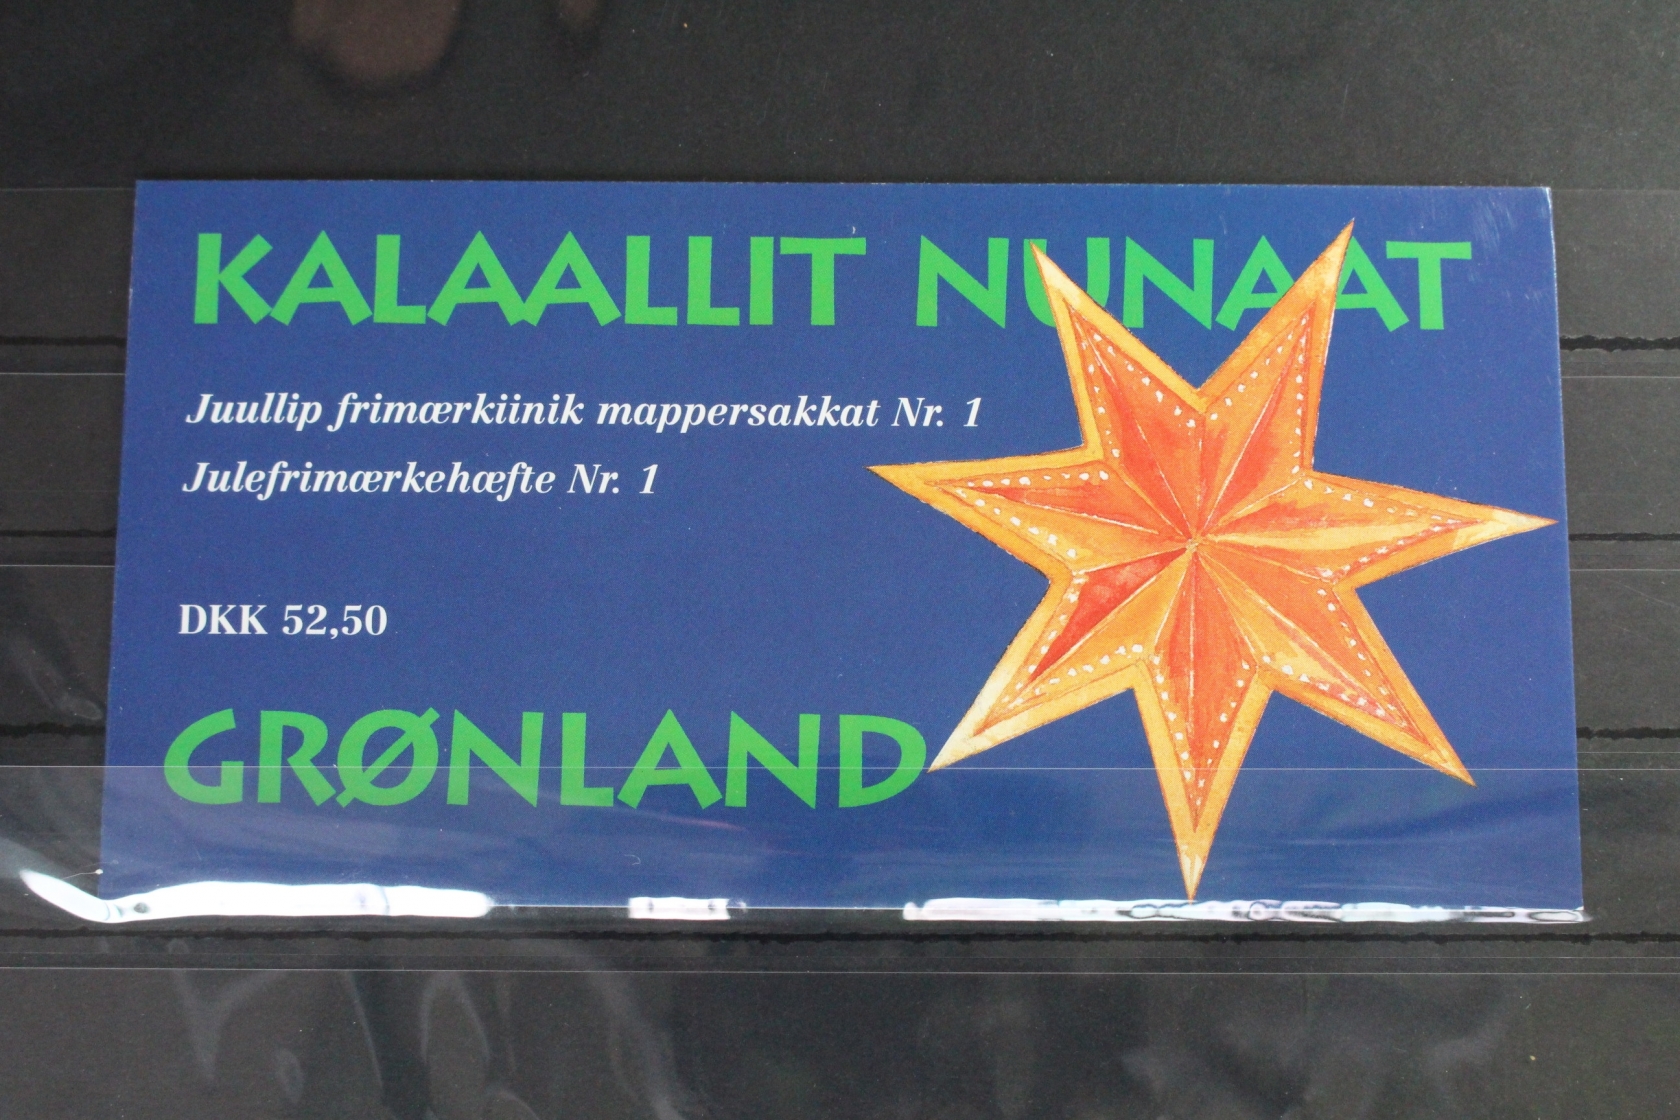 KALAALLIT NUNAAT
Juullip frimærkiinik mappersakkat Nr. 1
Julefrimærkehæfte Nr. 1
DKK 52,50
GRØNLAND